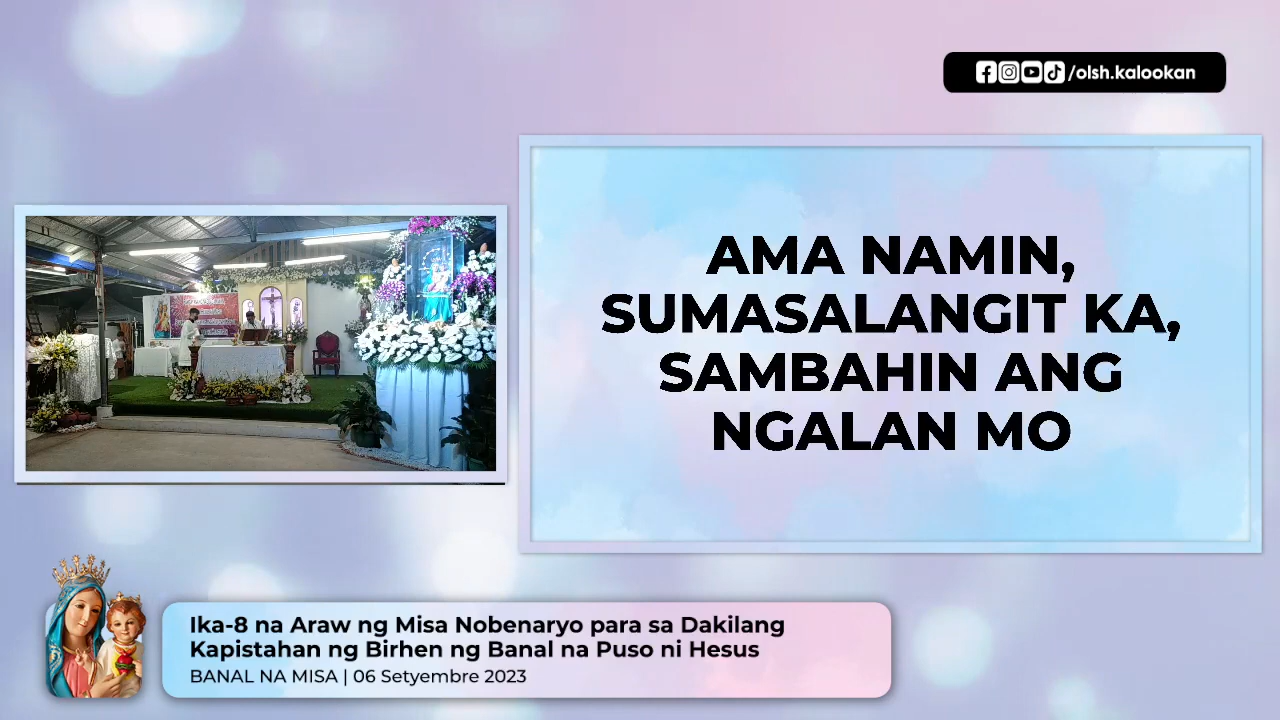 /olsh.kalookan
AMA NAMIN,
SUMASALANGIT KA,
SAMBAHIN ANG
NGALAN MO
Ika-8 na Araw ng Misa Nobenaryo para sa Dakilang
Kapistahan ng Birhen ng Banal na Puso ni Hesus
BANAL NA MISA | 06 Setyembre 2023